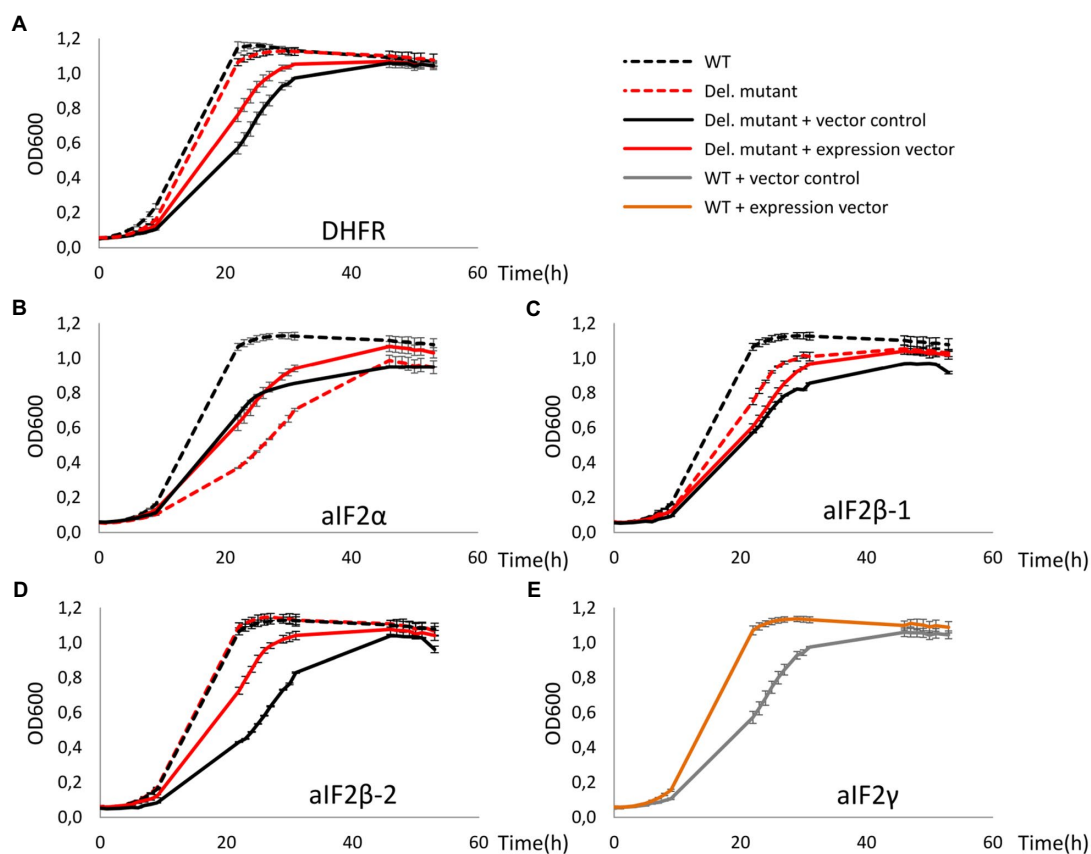 A
1,2
1,0
0,8
0,6
0,4
0,2
0,0
OD600
DHFR
0 20 40 60 Time(h)
WT
Del. mutant
Del. mutant + vector control
Del. mutant + expression vector
WT + vector control
WT + expression vector
B
1,2
1,0
0,8
0,6
0,4
0,2
0,0
OD600
aIF2α
0 20 40 60 Time(h)
C
1,2
1,0
0,8
0,6
0,4
0,2
0,0
OD600
aIF2β-1
0 20 40 60 Time(h)
D
1,2
1,0
0,8
0,6
0,4
0,2
0,0
OD600
aIF2β-2
0 20 40 60 Time(h)
E
1,2
1,0
0,8
0,6
0,4
0,2
0,0
OD600
aIF2γ
0 20 40 60 Time(h)